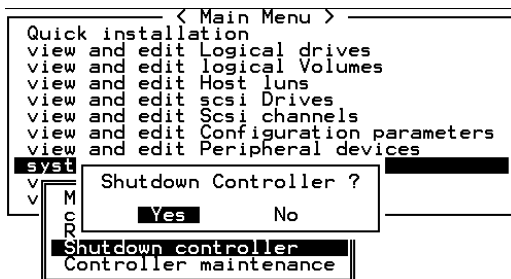 < Main Menu >
Quick installation
view and edit Logical drives
view and edit logical Volumes
view and edit Host luns
view and edit scsi Drives
view and edit Scsi channels
view and edit Configuration parameters
view and edit Peripheral devices
syst
v
v
Shutdown Controller ?
Yes No
M
c
R
Shutdown controller
Controller maintenance